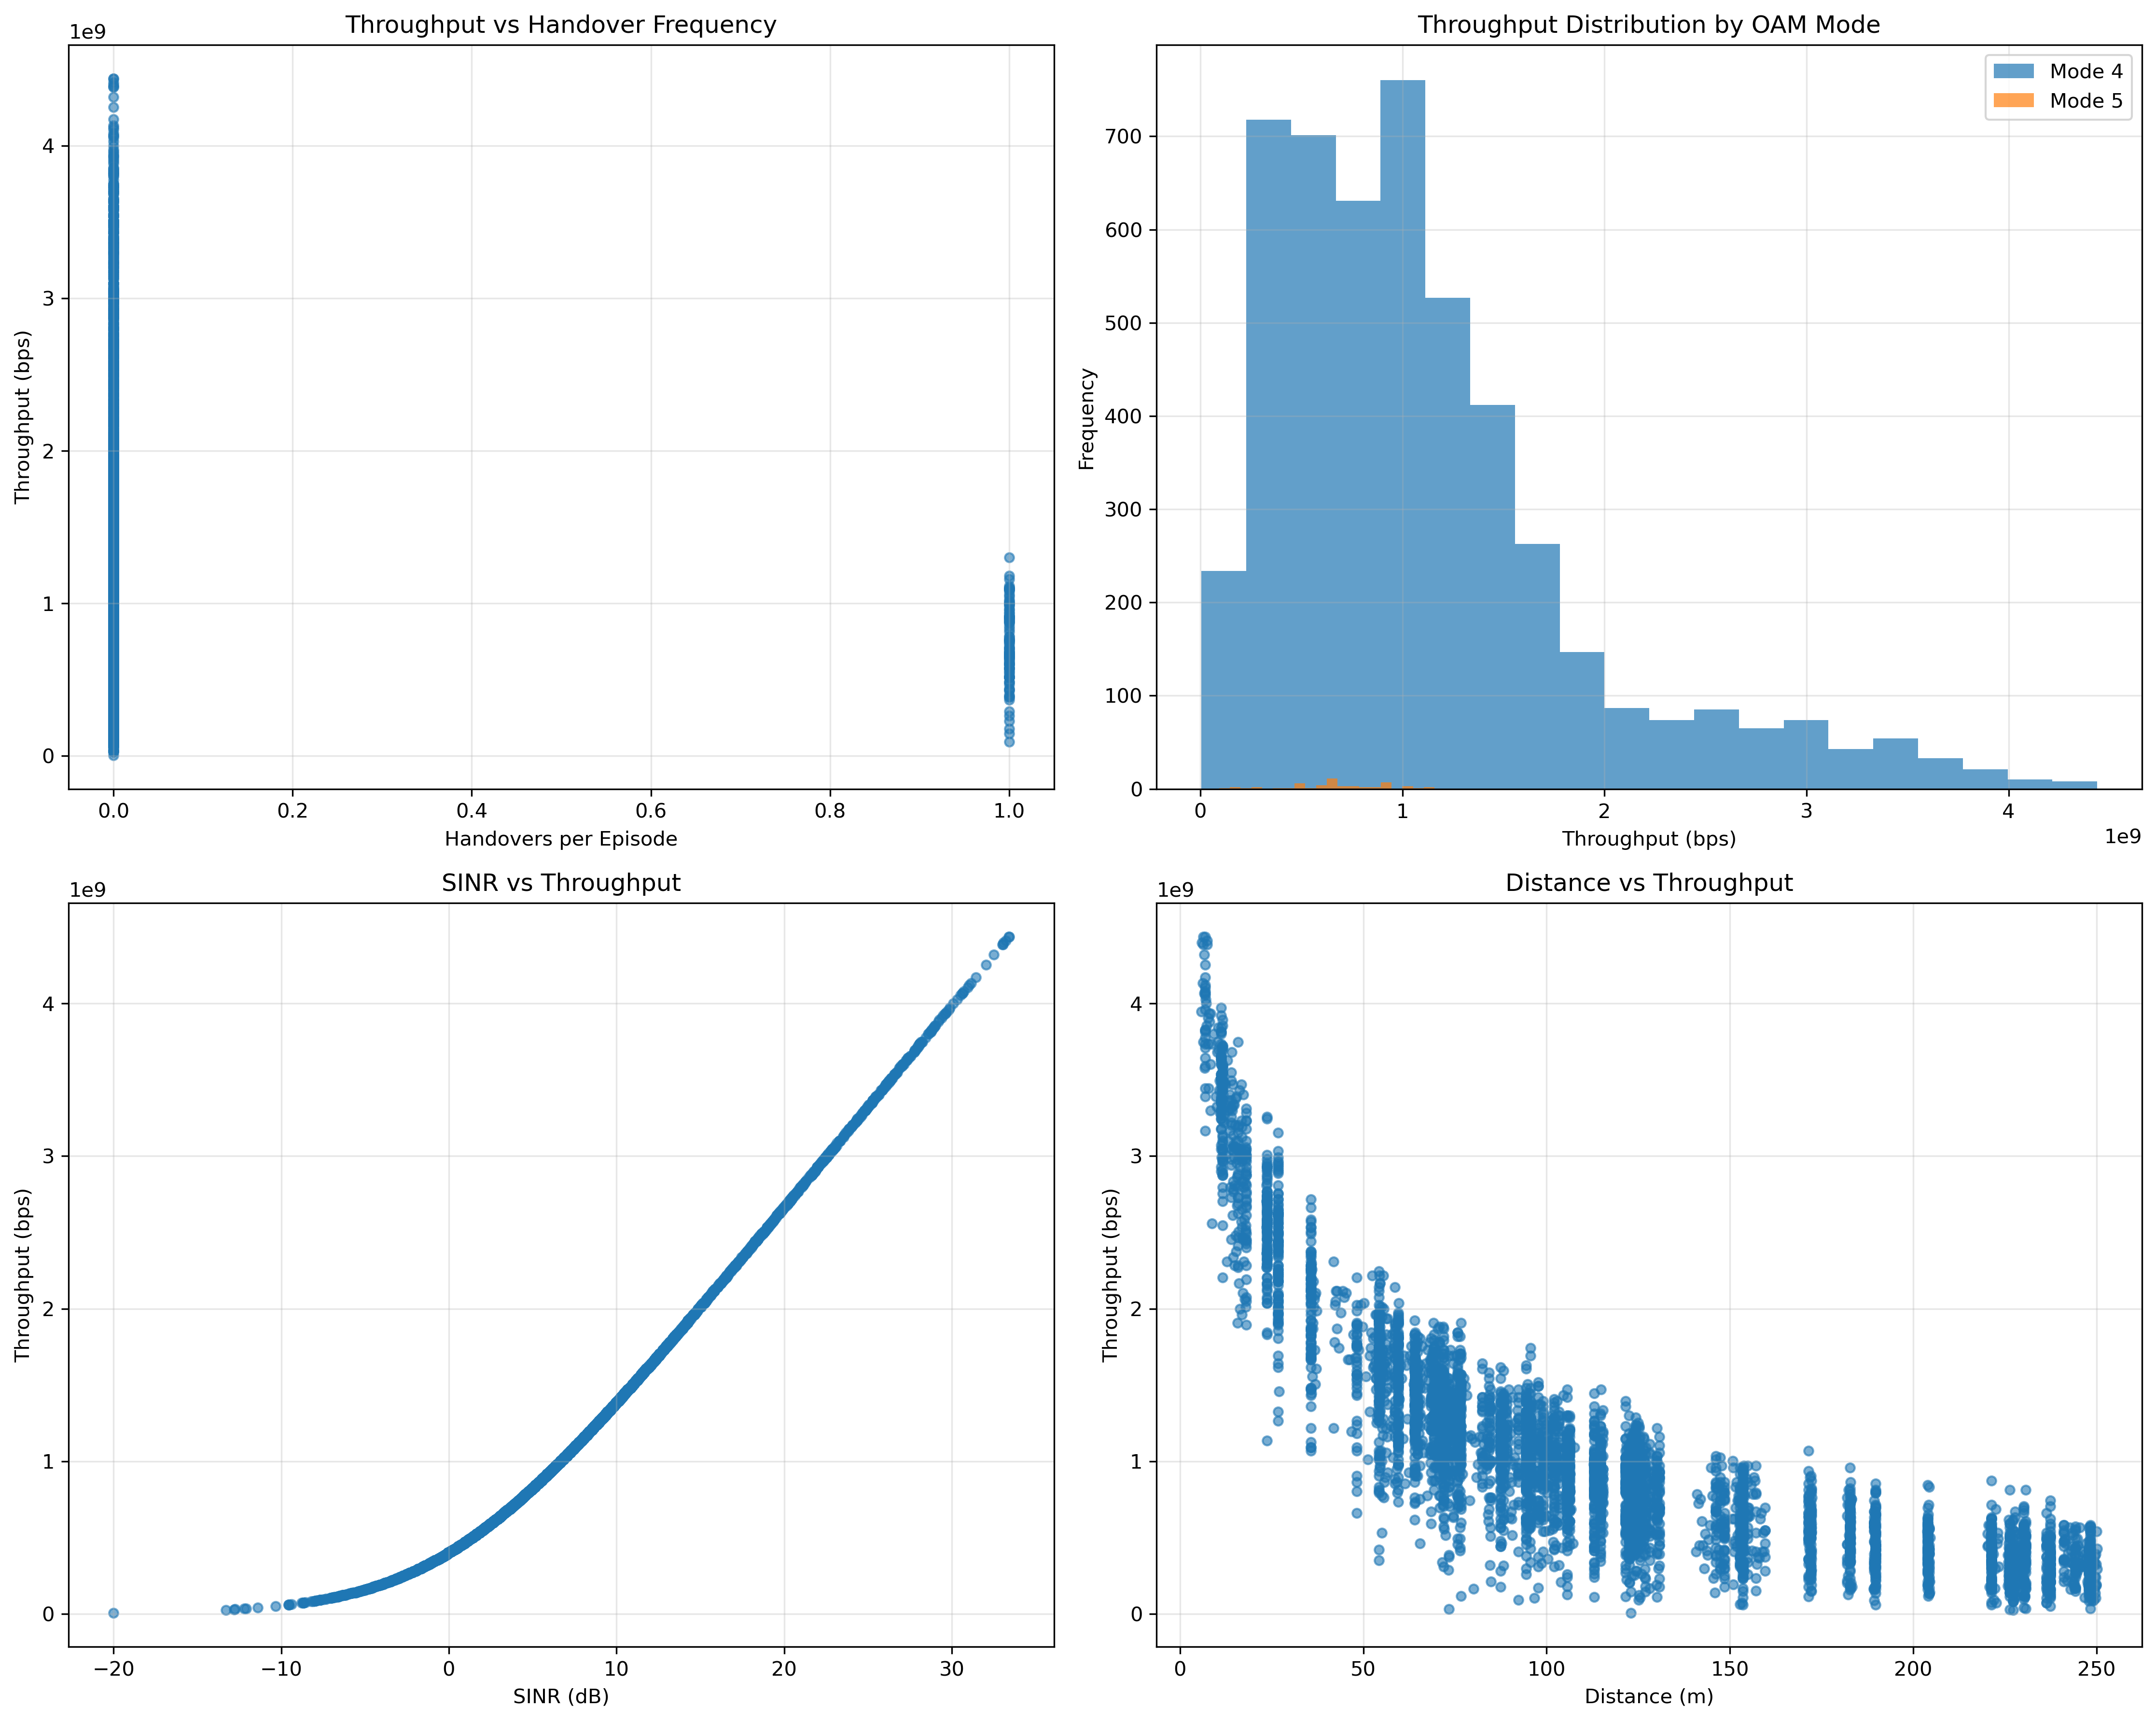 Throughput vs Handover Frequency
1e9
4
3
2
1
0
Throughput (bps)
0.0 0.2 0.4 0.6 0.8 1.0
Handovers per Episode
Throughput Distribution by OAM Mode
Mode 4
Mode 5
700
600
500
400
300
200
100
0
Frequency
0 1 2 3 4
1e9
Throughput (bps)
SINR vs Throughput
1e9
4
3
2
1
0
Throughput (bps)
−20 −10 0 10 20 30
SINR (dB)
Distance vs Throughput
1e9
4
3
2
1
0
Throughput (bps)
0 50 100 150 200 250
Distance (m)